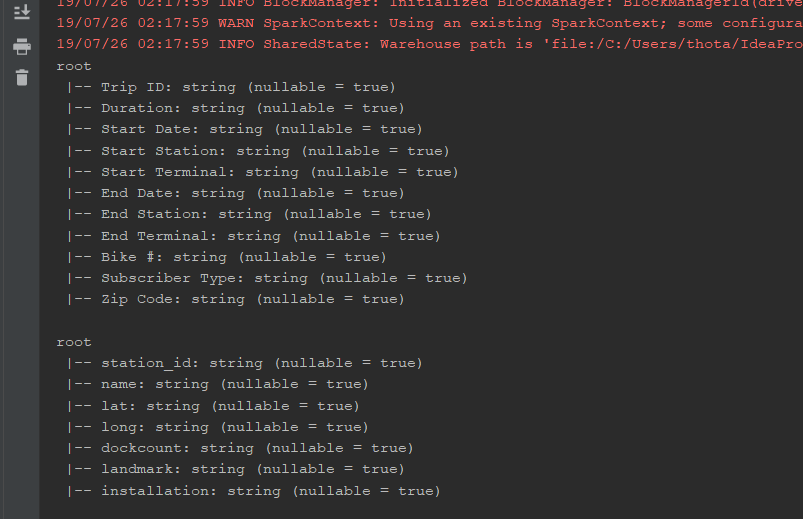 19/07/26 02:17:59 INFO BlockManager: Initialized BlockManager: BlockManagerId(drive
19/07/26 02:17:59 WARN SparkContext: Using an existing SparkContext; some configura
19/07/26 02:17:59 INFO SharedState: Warehouse path is 'file:/C:/Users/thota/IdeaPro
root
 |-- Trip ID: string (nullable = true)
 |-- Duration: string (nullable = true)
 |-- Start Date: string (nullable = true)
 |-- Start Station: string (nullable = true)
 |-- Start Terminal: string (nullable = true)
 |-- End Date: string (nullable = true)
 |-- End Station: string (nullable = true)
 |-- End Terminal: string (nullable = true)
 |-- Bike #: string (nullable = true)
 |-- Subscriber Type: string (nullable = true)
 |-- Zip Code: string (nullable = true)

root
 |-- station_id: string (nullable = true)
 |-- name: string (nullable = true)
 |-- lat: string (nullable = true)
 |-- long: string (nullable = true)
 |-- dockcount: string (nullable = true)
 |-- landmark: string (nullable = true)
 |-- installation: string (nullable = true)